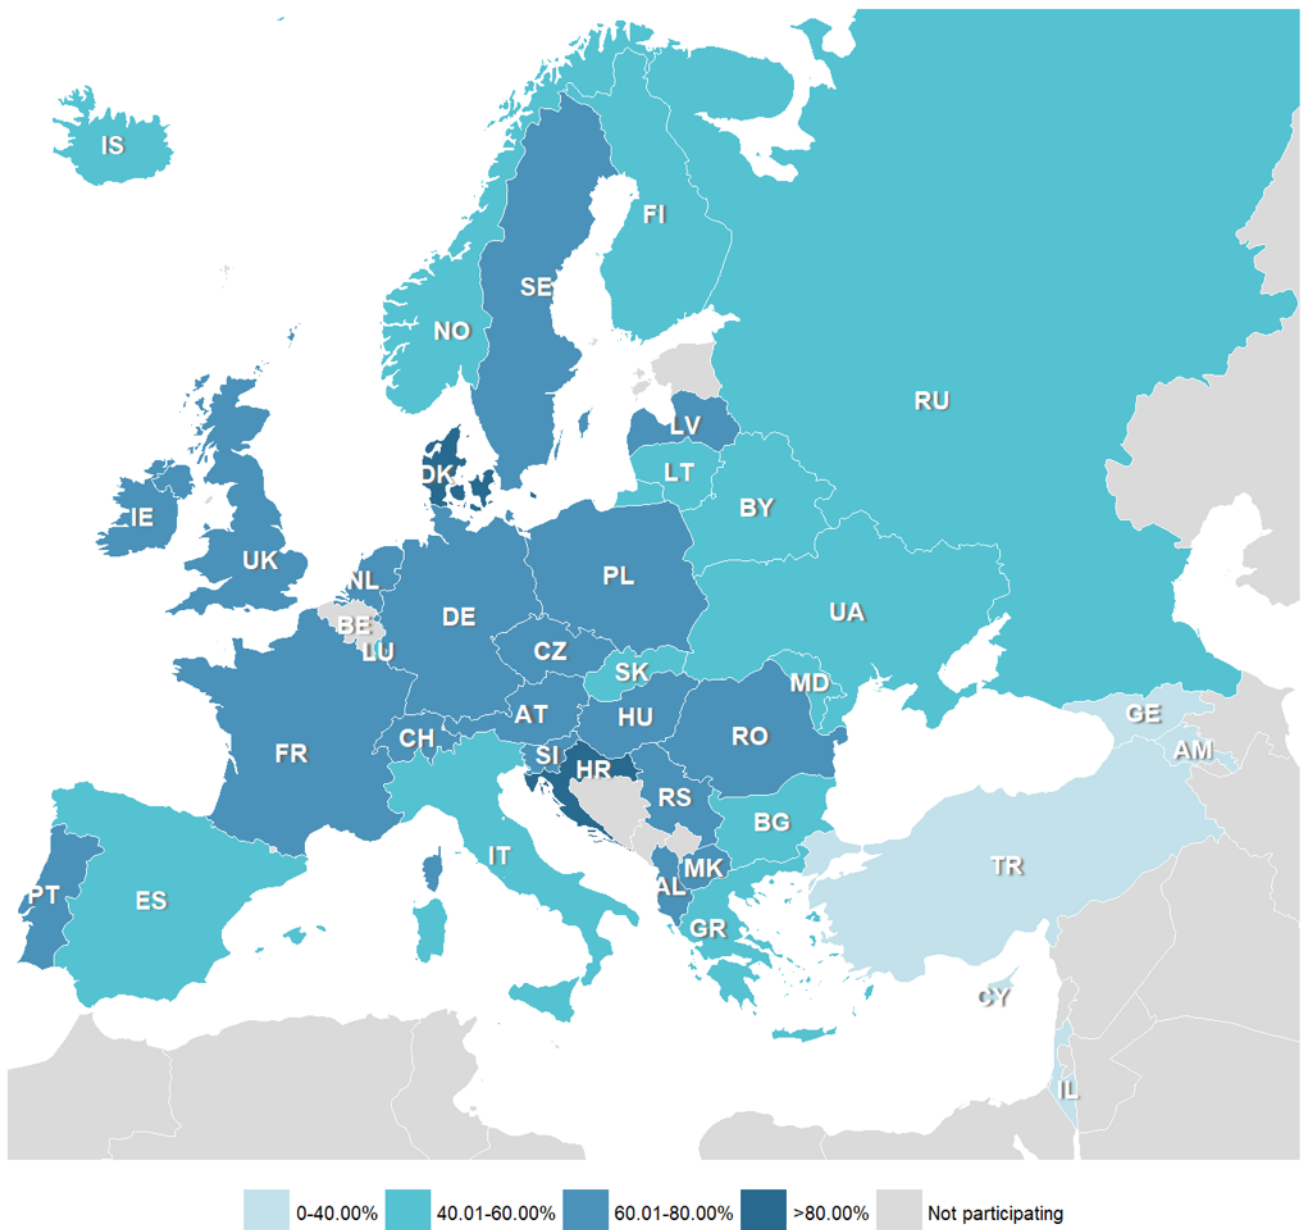 IS
FI
SE
NO
RU
LV
DK
LT
BY
IE
UK
NL
PL
DE
UA
BE
LU
CZ
SK
MD
AT
HU
GE
CH
SI
RO
AM
FR
HR
RS
BG
IT
MK
TR
PT
ES
AL
GR
CY
IL
0-40.00% 40.01-60.00% 60.01-80.00% >80.00% Not participating